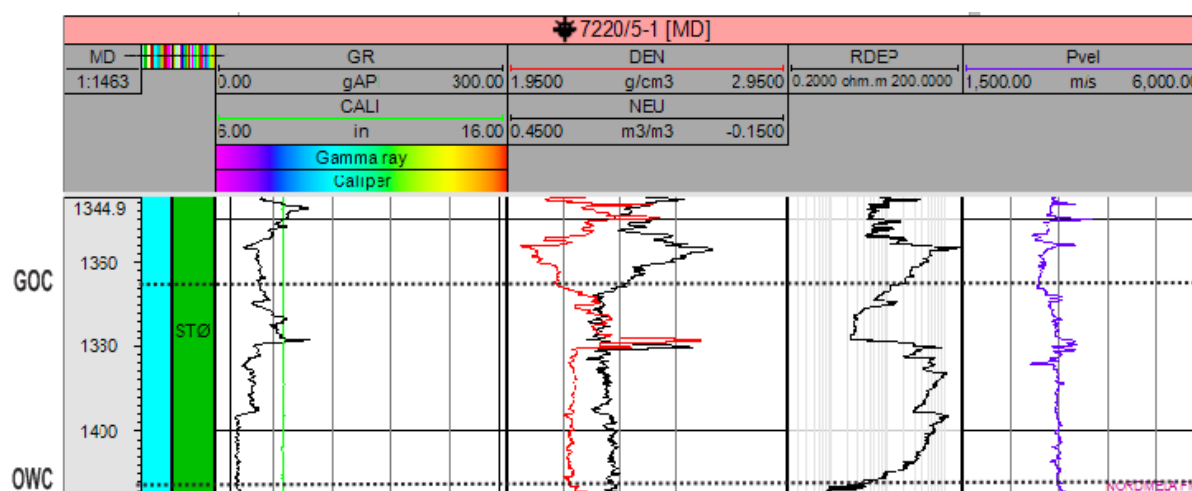 7220/5-1 [MD]
MD GR DEN RDEP Pvel
1:1463 0.00 gAPI 300.00 1.9500 g/cm3 2.9500 0.2000 ohm.m 200.0000 1,500.00 m/s 6,000.00
CALI NEU
6.00 in 16.00 0.4500 m3/m3 -0.1500
Gamma ray
Caliper
1344.9
1360
GOC
STØ
1380
1400
OWC
NORDMELA FM